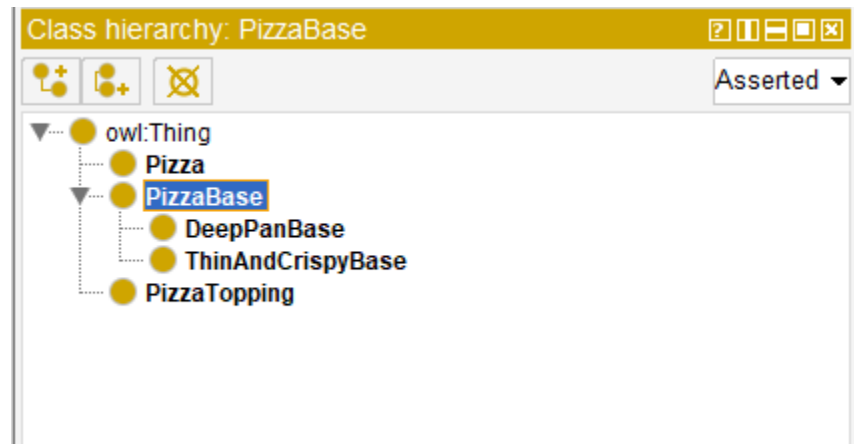 Class hierarchy: PizzaBase
Asserted
owl:Thing
Pizza
PizzaBase
DeepPanBase
ThinAndCrispyBase
PizzaTopping